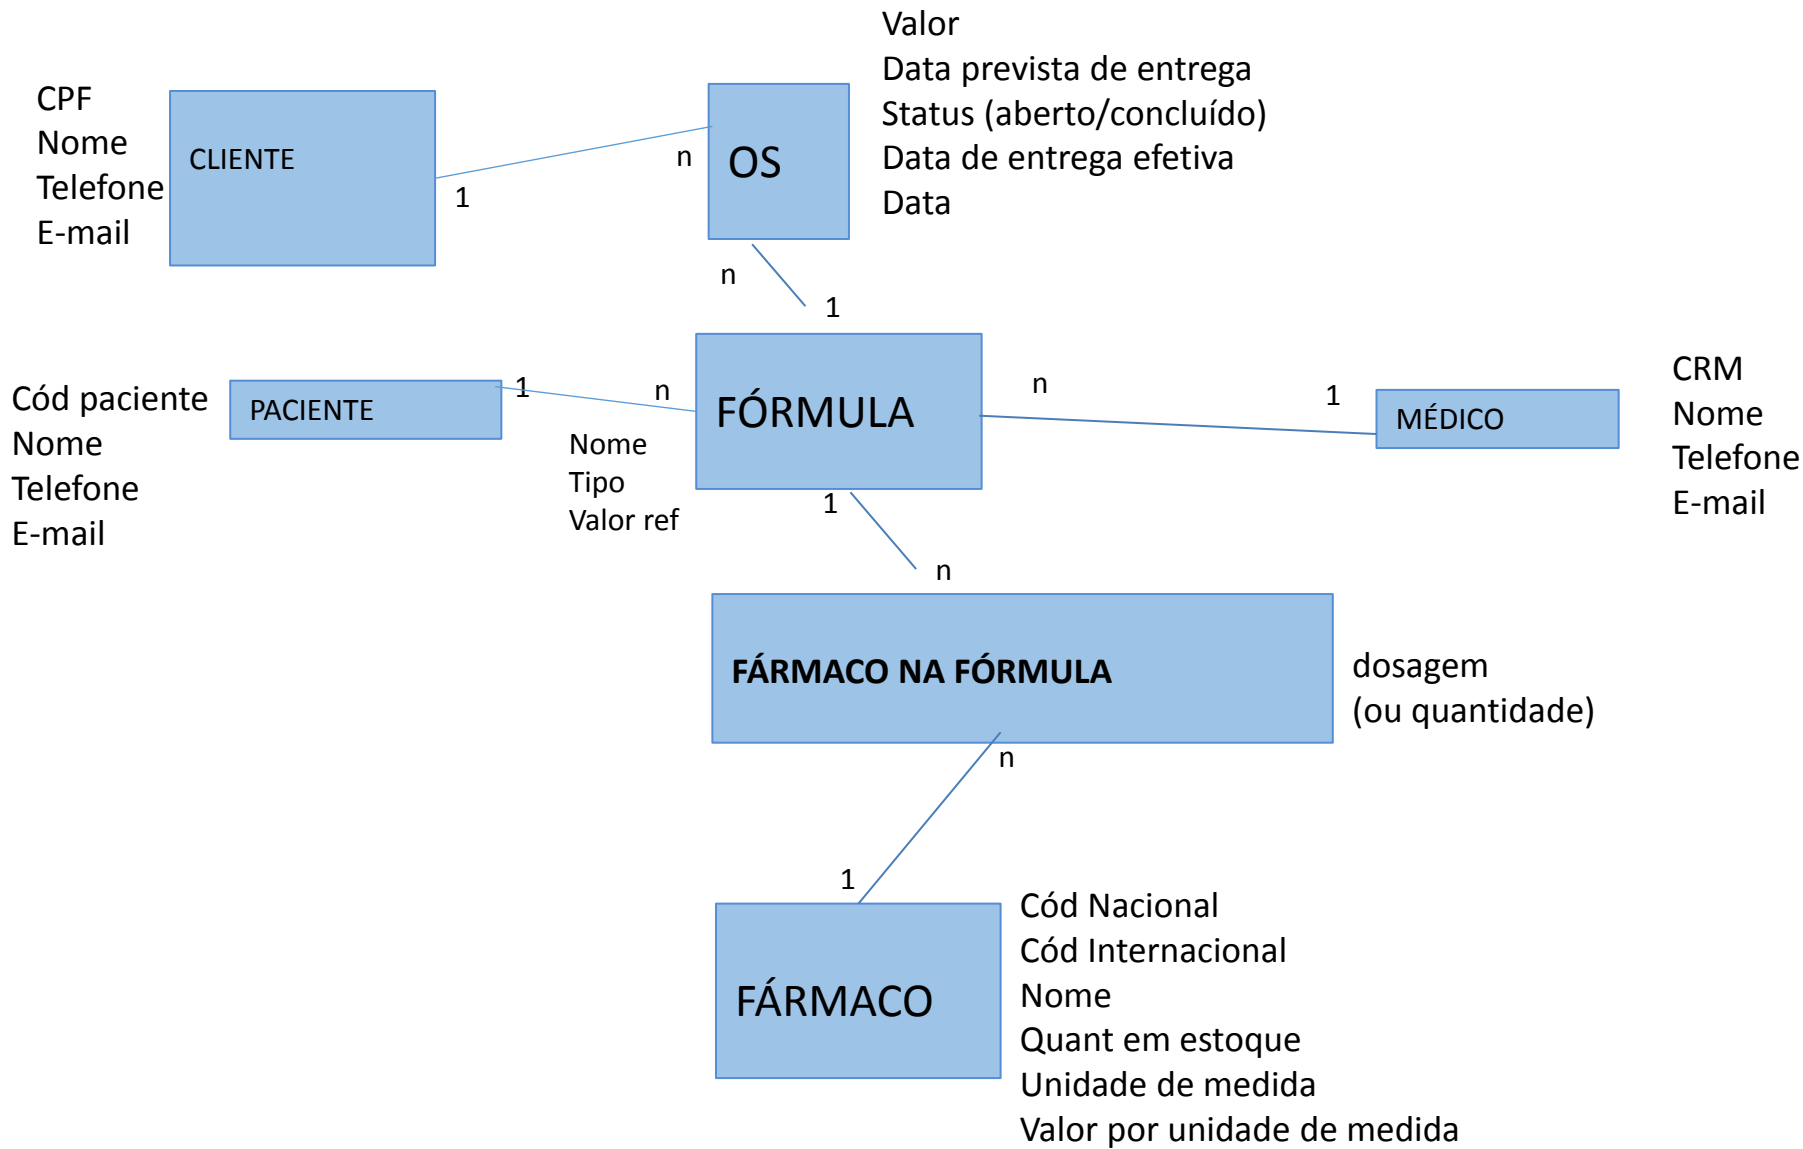 Valor
Data prevista de entrega
Status (aberto/concluído)
Data de entrega efetiva
Data
CPF
Nome
Telefone
E-mail
CLIENTE
1
n
OS
n
1
Cód paciente
Nome
Telefone
E-mail
PACIENTE
1
n
Nome
Tipo
Valor ref
FÓRMULA
n
1
MÉDICO
CRM
Nome
Telefone
E-mail
1
n
FÁRMACO NA FÓRMULA
dosagem
(ou quantidade)
n
1
FÁRMACO
Cód Nacional
Cód Internacional
Nome
Quant em estoque
Unidade de medida
Valor por unidade de medida